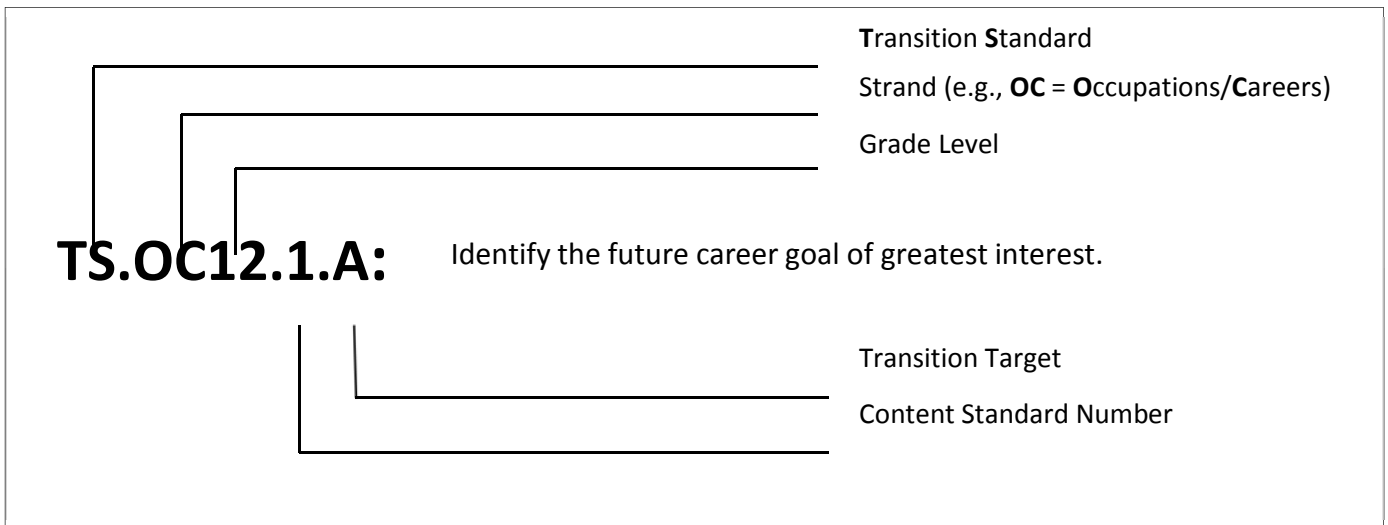 Transition Standard
Strand (e.g., OC = Occupations/Careers)
Grade Level
TS.OC12.1.A: Identify the future career goal of greatest interest.
Transition Target
Content Standard Number